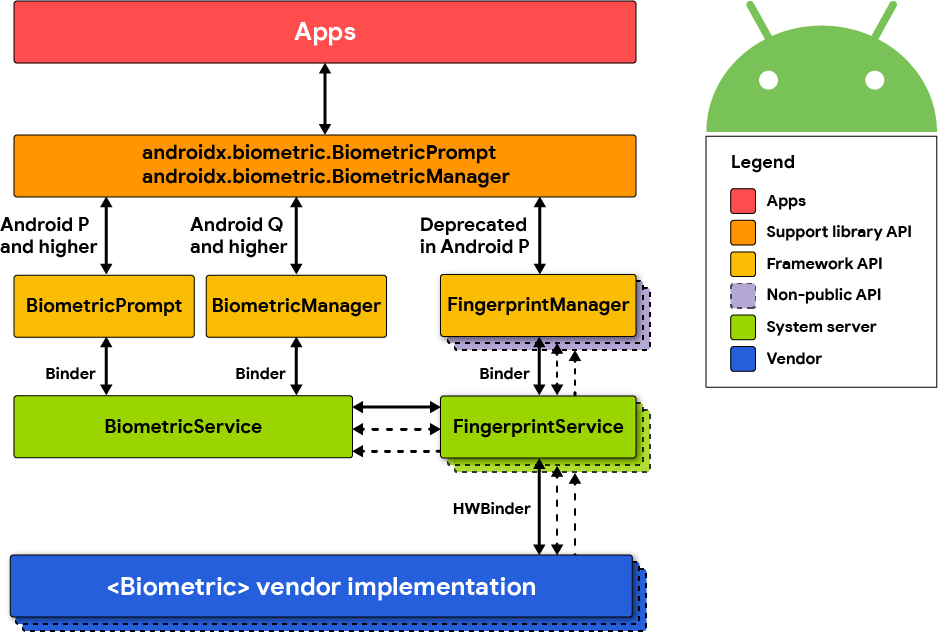 Apps
androidx.biometric.BiometricPrompt
androidx.biometric.BiometricManager
Android P
and higher
Android Q
and higher
Deprecated
in Android P
BiometricPrompt
BiometricManager
FingerprintManager
Binder
Binder
Binder
BiometricService
FingerprintService
HWBinder
<Biometric> vendor implementation
Legend
Apps
Support library API
Framework API
Non-public API
System server
Vendor